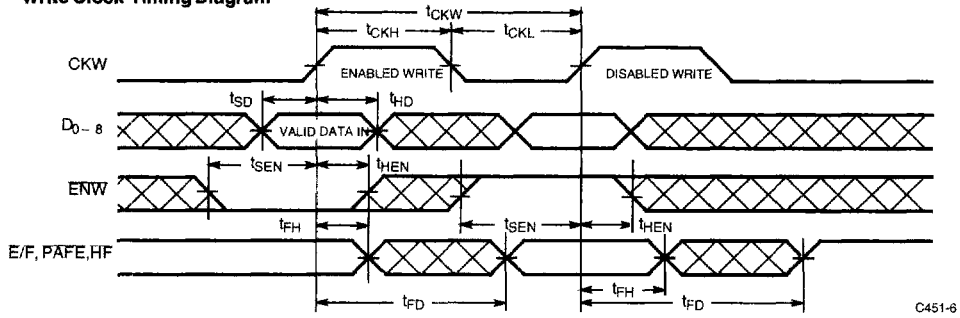 Write Clock Timing Diagram
tCKW
tCKH
tCKL
CKW
ENABLED WRITE
DISABLED WRITE
tSD
tHD
D0–8
VALID DATA IN
tSEN
tHEN
ENW
tFH
tSEN
tHEN
E/F, PAFE,HF
tFH
tFD
tFD
C451-6